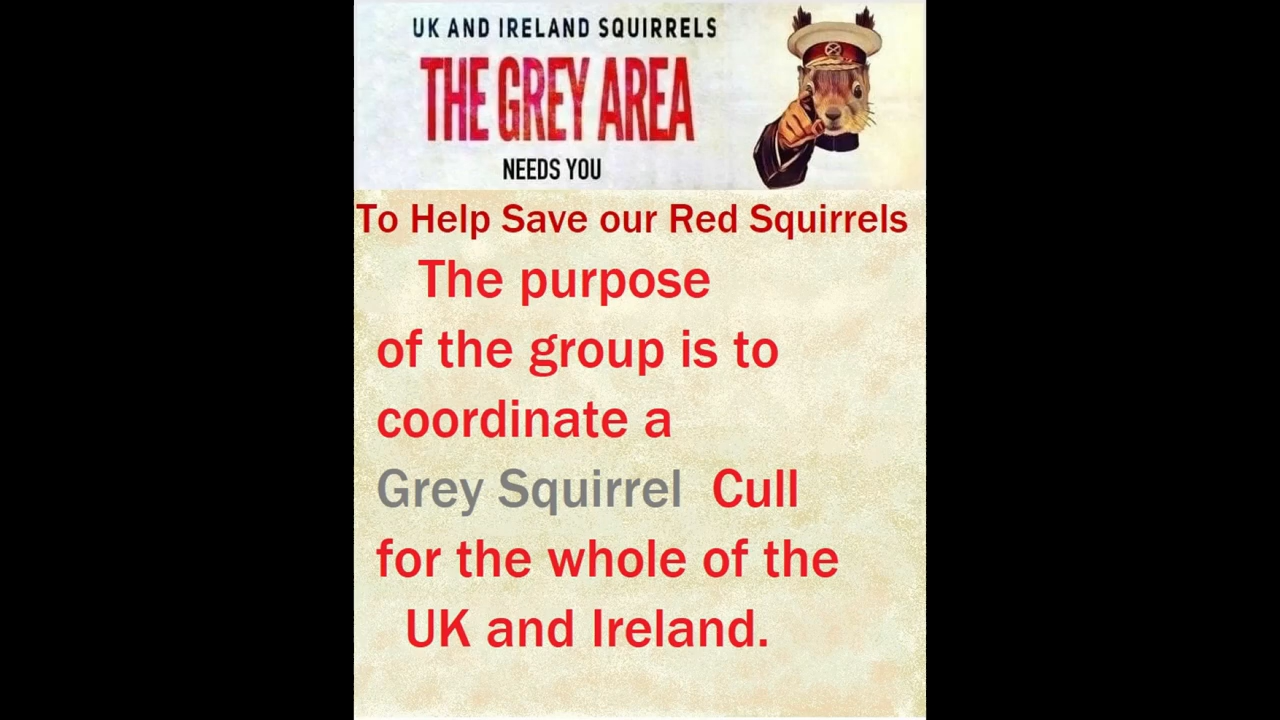 UK AND IRELAND SQUIRRELS
THE GREY AREA
NEEDS YOU
To Help Save our Red Squirrels
The purpose
of the group is to
coordinate a
Grey Squirrel Cull
for the whole of the
UK and Ireland.